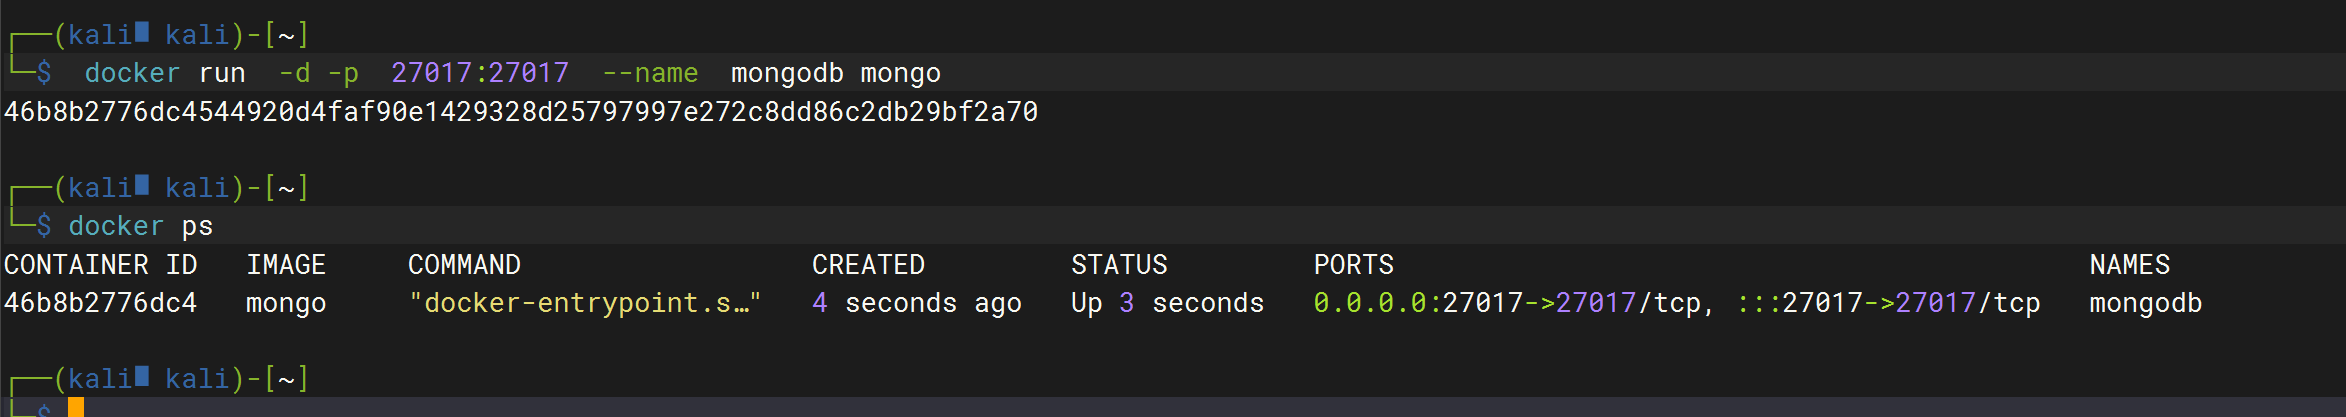 ┌──(kali█ kali)-[~]
└─$ docker run -d -p 27017:27017 --name mongodb mongo
46b8b2776dc4544920d4faf90e1429328d25797997e272c8dd86c2db29bf2a70
┌──(kali█ kali)-[~]
└─$ docker ps
CONTAINER ID IMAGE COMMAND CREATED STATUS PORTS NAMES
46b8b2776dc4 mongo "docker-entrypoint.s…" 4 seconds ago Up 3 seconds 0.0.0.0:27017->27017/tcp, :::27017->27017/tcp mongodb
┌──(kali█ kali)-[~]
└─$